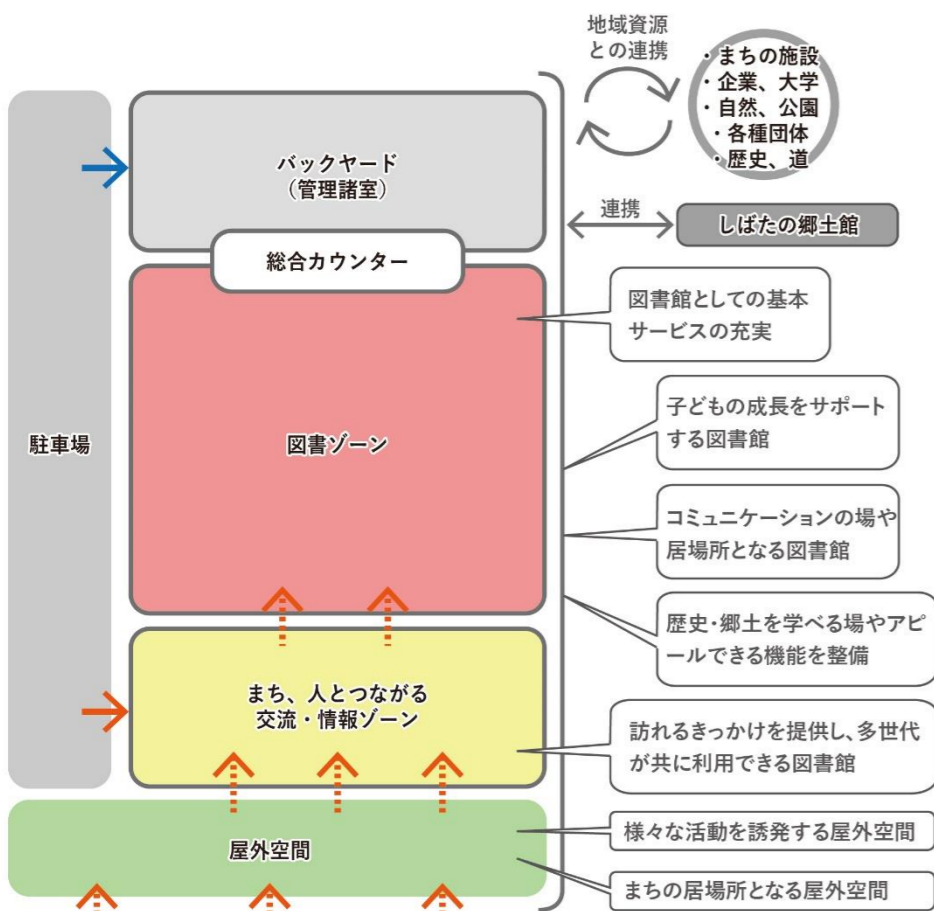 地域資源
との連携
・まちの施設
・企業、大学
・自然、公園
・各種団体
・歴史、道
バックヤード
（管理諸室）
連携
しばたの郷土館
総合カウンター
図書館としての基本
サービスの充実
子どもの成長をサポート
する図書館
駐車場
図書ゾーン
コミュニケーションの場や
居場所となる図書館
歴史・郷土を学べる場やアピ
ールできる機能を整備
まち、人とつながる
交流・情報ゾーン
訪れるきっかけを提供し、多世代
が共に利用できる図書館
様々な活動を誘発する屋外空間
屋外空間
まちの居場所となる屋外空間